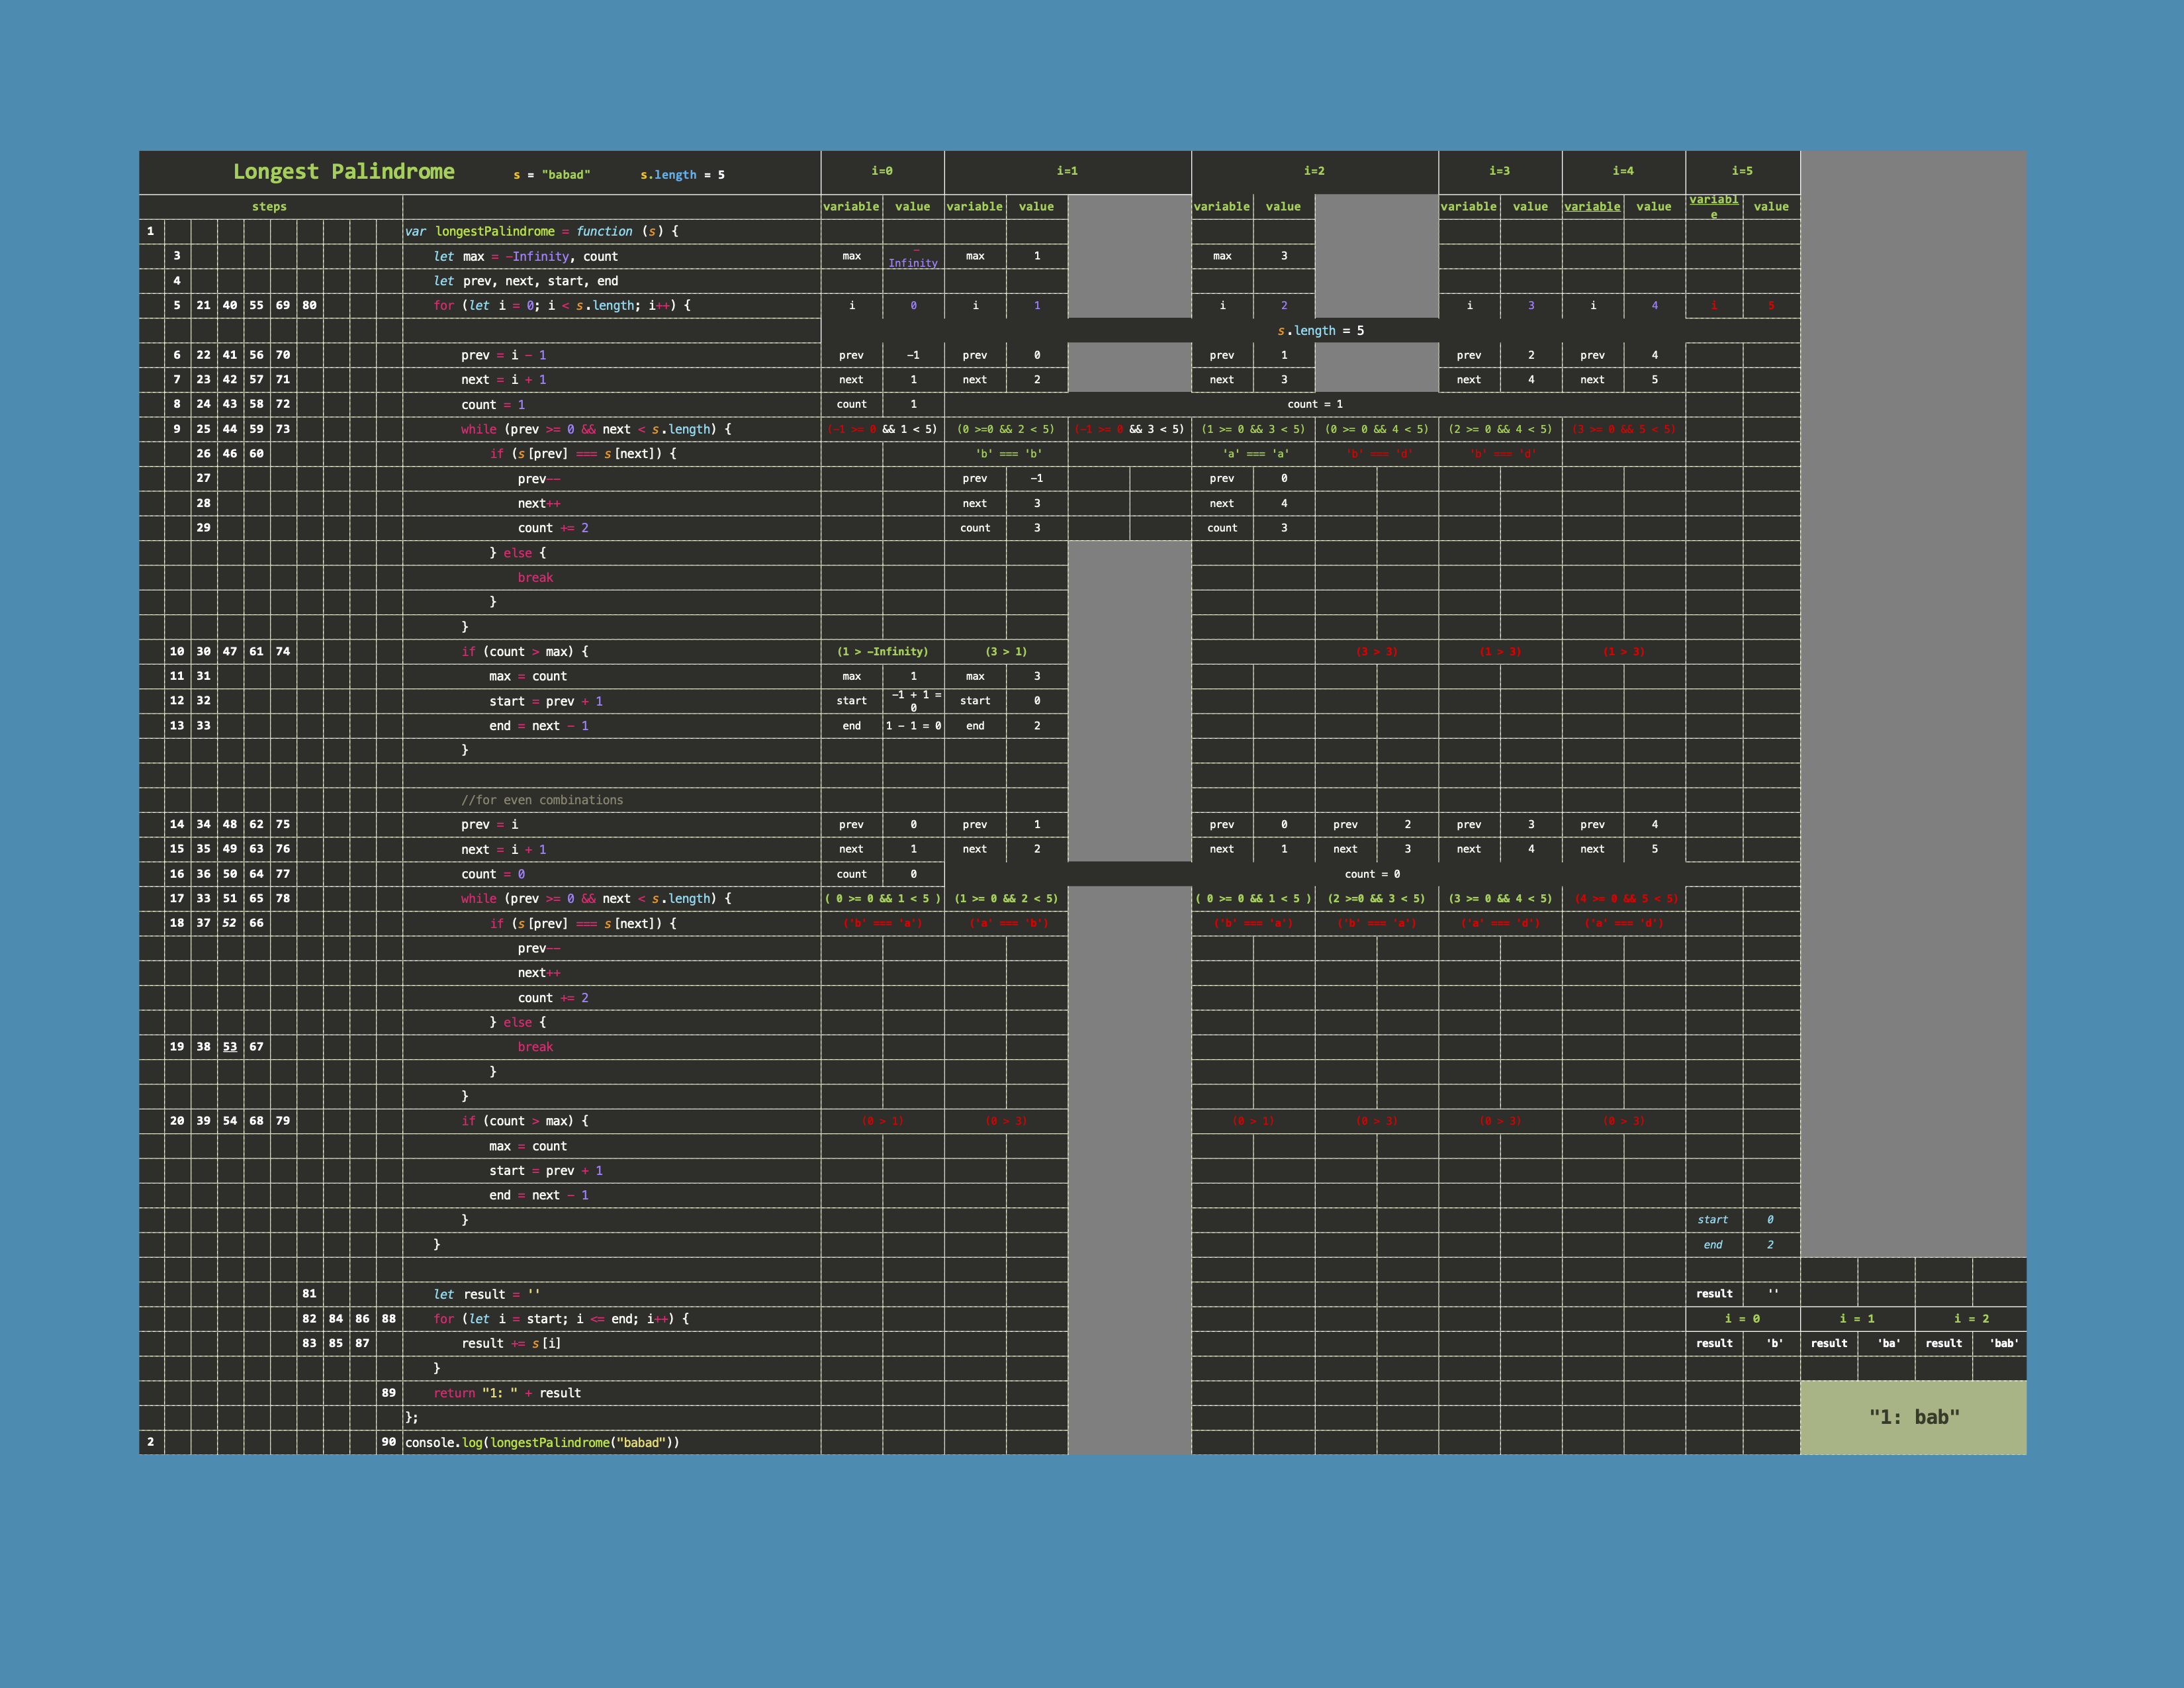 Longest Palindrome s = "babad" s.length = 5 i=0 i=1 i=2 i=3 i=4 i=5
steps variable value variable value variable value variable value variable value variable value
1 var longestPalindrome = function (s) {
3 let max = −Infinity, count max −Infinity max 1 max 3
4 let prev, next, start, end
5 21 40 55 69 80 for (let i = 0; i < s.length; i++) { i 0 i 1 i 2 i 3 i 4 i 5
s.length = 5
6 22 41 56 70 prev = i − 1 prev −1 prev 0 prev 1 prev 2 prev 4
7 23 42 57 71 next = i + 1 next 1 next 2 next 3 next 4 next 5
8 24 43 58 72 count = 1 count 1 count = 1
9 25 44 59 73 while (prev >= 0 && next < s.length) { (−1 >= 0 && 1 < 5) (0 >=0 && 2 < 5) (−1 >= 0 && 3 < 5) (1 >= 0 && 3 < 5) (0 >= 0 && 4 < 5) (2 >= 0 && 4 < 5) (3 >= 0 && 5 < 5)
26 46 60 if (s[prev] === s[next]) { 'b' === 'b' 'a' === 'a' 'b' === 'd' 'b' === 'd'
27 prev−− prev −1 prev 0
28 next++ next 3 next 4
29 count += 2 count 3 count 3
} else {
break
}
}
10 30 47 61 74 if (count > max) { (1 > −Infinity) (3 > 1) (3 > 3) (1 > 3) (1 > 3)
11 31 max = count max 1 max 3
12 32 start = prev + 1 start −1 + 1 = 0 start 0
13 33 end = next − 1 end 1 − 1 = 0 end 2
}
//for even combinations
14 34 48 62 75 prev = i prev 0 prev 1 prev 0 prev 2 prev 3 prev 4
15 35 49 63 76 next = i + 1 next 1 next 2 next 1 next 3 next 4 next 5
16 36 50 64 77 count = 0 count 0 count = 0
17 33 51 65 78 while (prev >= 0 && next < s.length) { ( 0 >= 0 && 1 < 5 ) (1 >= 0 && 2 < 5) ( 0 >= 0 && 1 < 5 ) (2 >=0 && 3 < 5) (3 >= 0 && 4 < 5) (4 >= 0 && 5 < 5)
18 37 52 66 if (s[prev] === s[next]) { ('b' === 'a') ('a' === 'b') ('b' === 'a') ('b' === 'a') ('a' === 'd') ('a' === 'd')
prev−−
next++
count += 2
} else {
19 38 53 67 break
}
}
20 39 54 68 79 if (count > max) { (0 > 1) (0 > 3) (0 > 1) (0 > 3) (0 > 3) (0 > 3)
max = count
start = prev + 1
end = next − 1
} start 0
} end 2
81 let result = '' result ''
82 84 86 88 for (let i = start; i <= end; i++) { i = 0 i = 1 i = 2
83 85 87 result += s[i] result 'b' result 'ba' result 'bab'
}
89 return "1: " + result
}; "1: bab"
2 90 console.log(longestPalindrome("babad"))